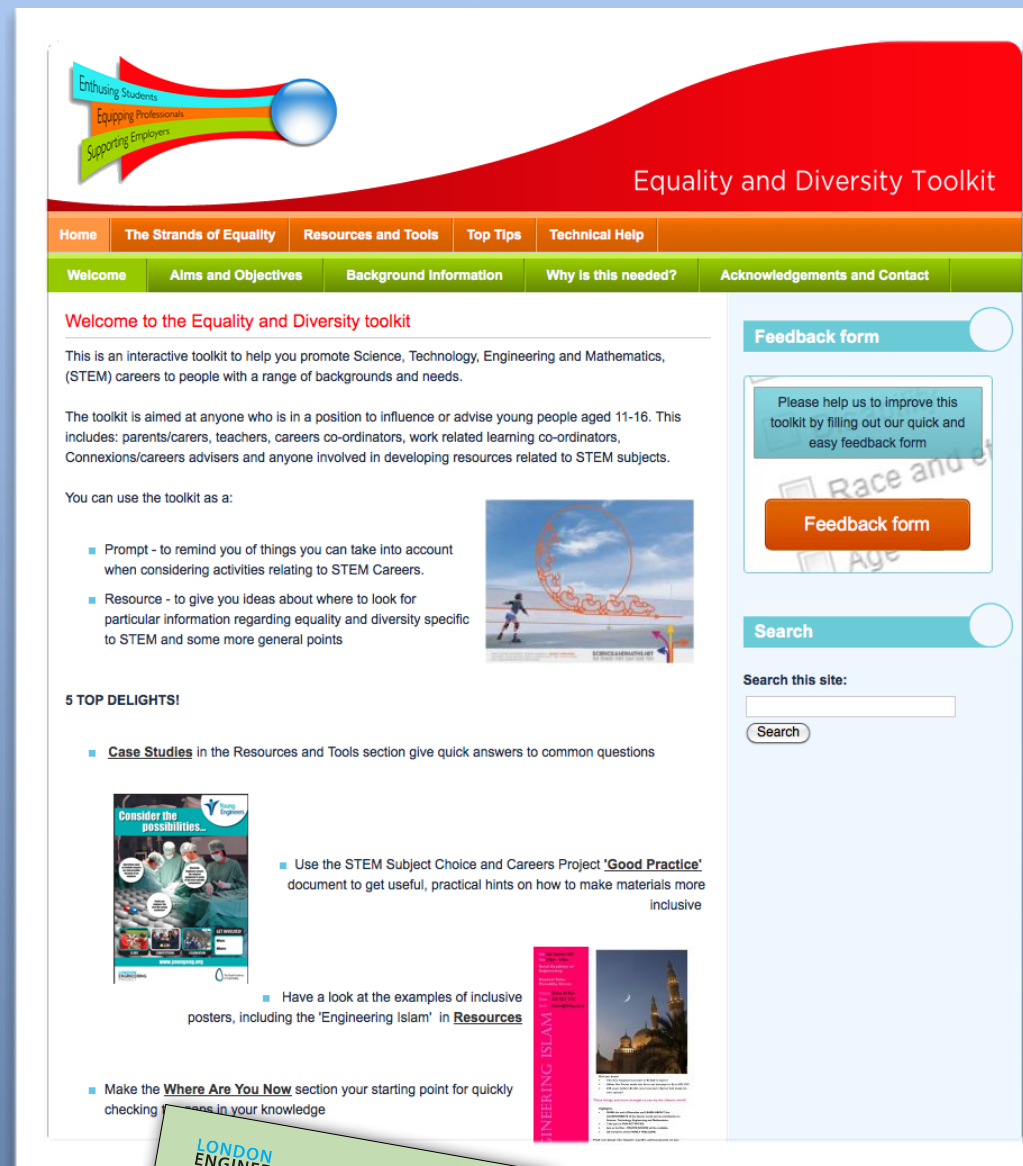 Enthusing Students
Equipping Professionals
Supporting Employers
Equality and Diversity Toolkit
Home The Strands of Equality Resources and Tools Top Tips Technical Help
Welcome Aims and Objectives Background Information Why is this needed? Acknowledgements and Contact
Welcome to the Equality and Diversity toolkit
This is an interactive toolkit to help you promote Science, Technology, Engineering and Mathematics,
(STEM) careers to people with a range of backgrounds and needs.
The toolkit is aimed at anyone who is in a position to influence or advise young people aged 11-16. This
includes: parents/carers, teachers, careers co-ordinators, work related learning co-ordinators,
Connexions/careers advisers and anyone involved in developing resources related to STEM subjects.
You can use the toolkit as a:
Prompt - to remind you of things you can take into account
when considering activities relating to STEM Careers.
Resource - to give you ideas about where to look for
particular information regarding equality and diversity specific
to STEM and some more general points
SCIENCEANDMATHS.NET
5 TOP DELIGHTS!
Case Studies in the Resources and Tools section give quick answers to common questions
Young
Engineers
Consider the
possibilities...
GET INVOLVED!
www.youngeng.org
Use the STEM Subject Choice and Careers Project 'Good Practice'
document to get useful, practical hints on how to make materials more
inclusive
Have a look at the examples of inclusive
posters, including the 'Engineering Islam' in Resources
ENGINEERING ISLAM
Make the Where Are You Now section your starting point for quickly
checking in your knowledge
LONDON
Feedback form
Please help us to improve this
toolkit by filling out our quick and
easy feedback form
Race and et
Feedback form
Age
Search
Search this site:
Search